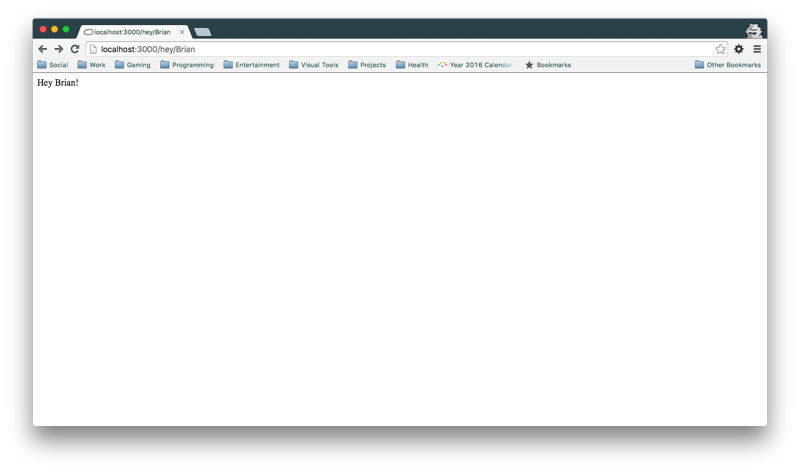 localhost:3000/hey/Brian
localhost:3000/hey/Brian
Social Work Gaming Programming Entertainment Visual Tools Projects Health Year 2016 Calendar Bookmarks Other Bookmarks
Hey Brian!